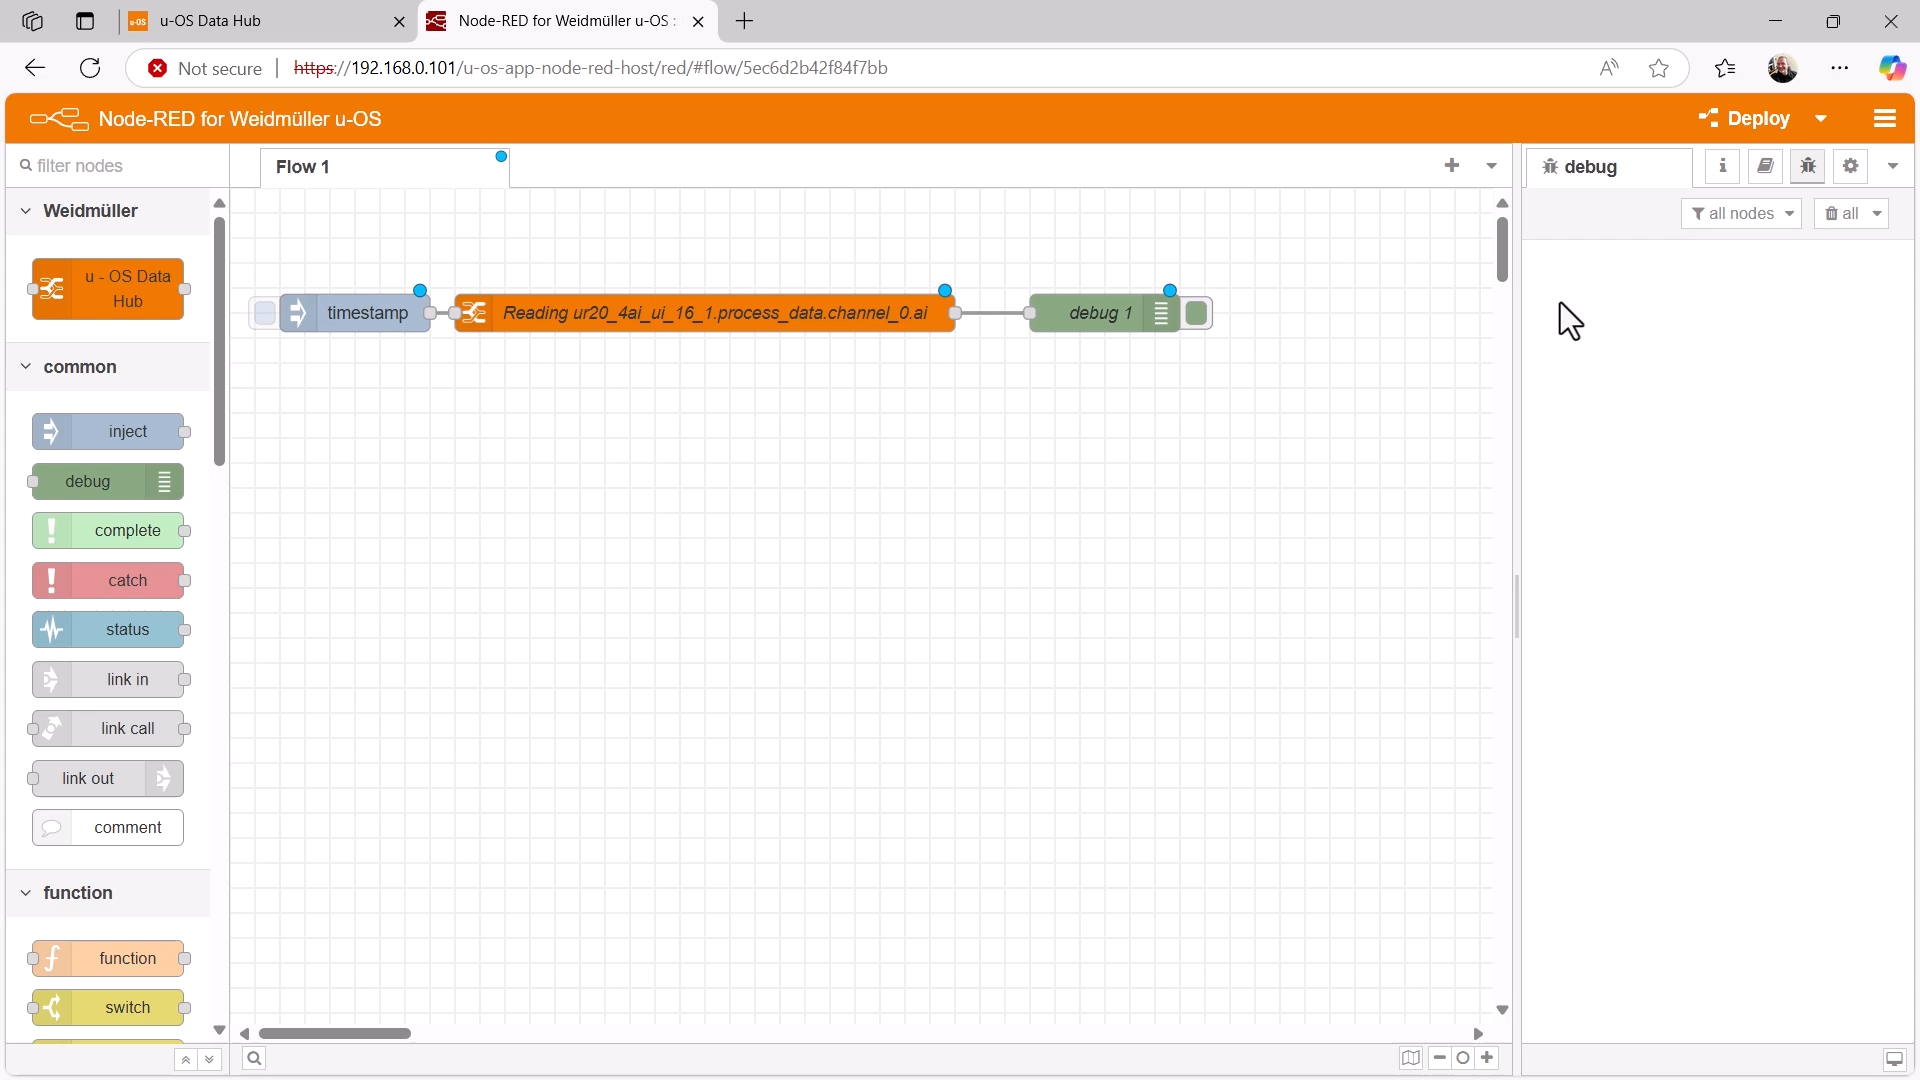 u-OS Data Hub
Node-RED for Weidmüller u-OS :
Not secure
https://192.168.0.101/u-os-app-node-red-host/red/#flow/5ec6d2b42f84f7bb
Node-RED for Weidmüller u-OS
Deploy
filter nodes
Flow 1
debug
all nodes
all
Weidmüller
u - OS Data
Hub
timestamp
Reading ur20_4ai_ui_16_1.process_data.channel_0.ai
debug 1
common
inject
debug
complete
catch
status
link in
link call
link out
comment
function
function
switch